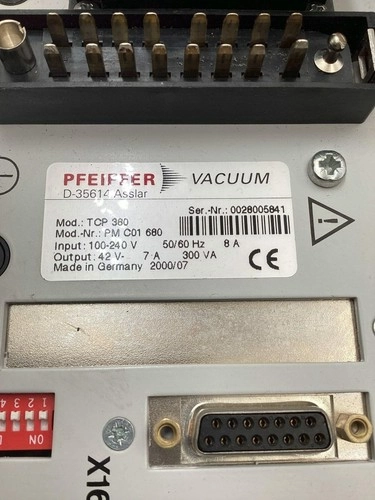 PFEIFFER VACUUM
D-35614 Asslar
Ser.-Nr.: 0028005841
Mod.: TCP 380
Mod.-Nr.: PM C01 680
Input: 100-240 V 50/60 Hz 8 A
Output: 42 V- 7 A 300 VA
Made in Germany 2000/07
CE
!
1 2 3 4
ON
X16